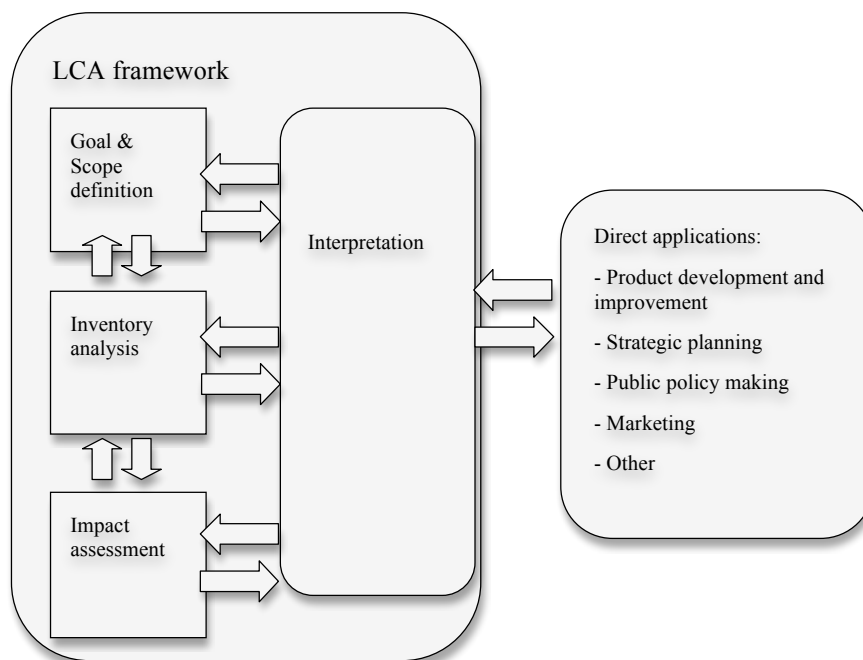 LCA framework
Goal &
Scope
definition
Interpretation
Inventory
analysis
Impact
assessment
Direct applications:
- Product development and
improvement
- Strategic planning
- Public policy making
- Marketing
- Other